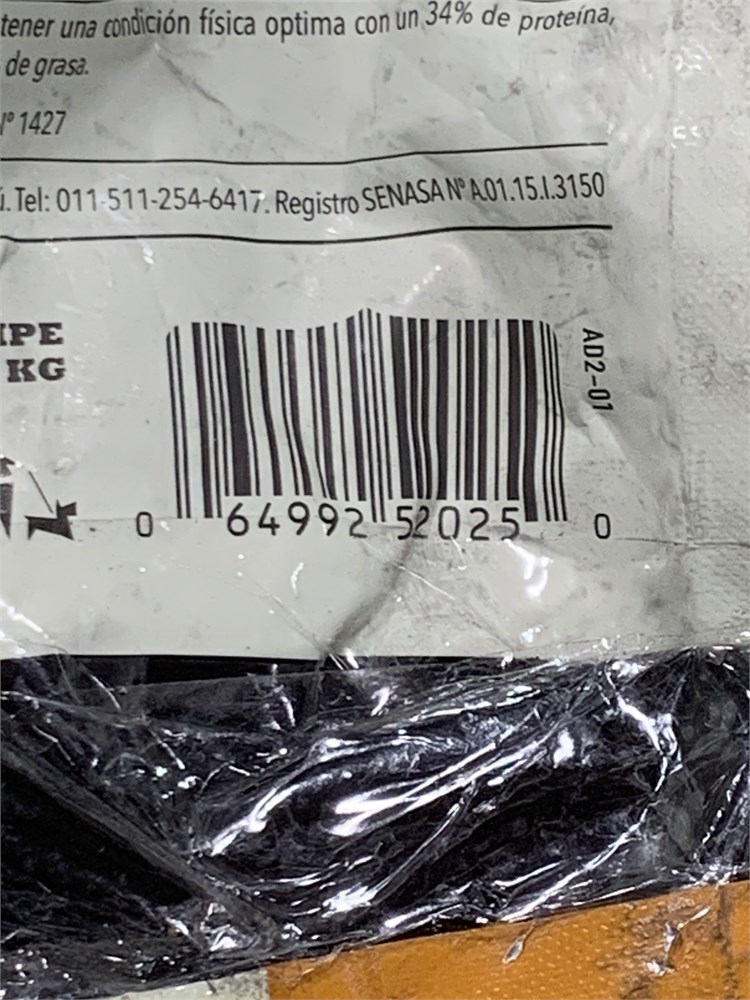 tener una condición física optima con un 34% de proteína,
de grasa.
Nº 1427
Tel: 011-511-254-6417. Registro SENASA Nº A.01.15.I.3150
IPE
KG
AD2-01
0 64992 52025 0